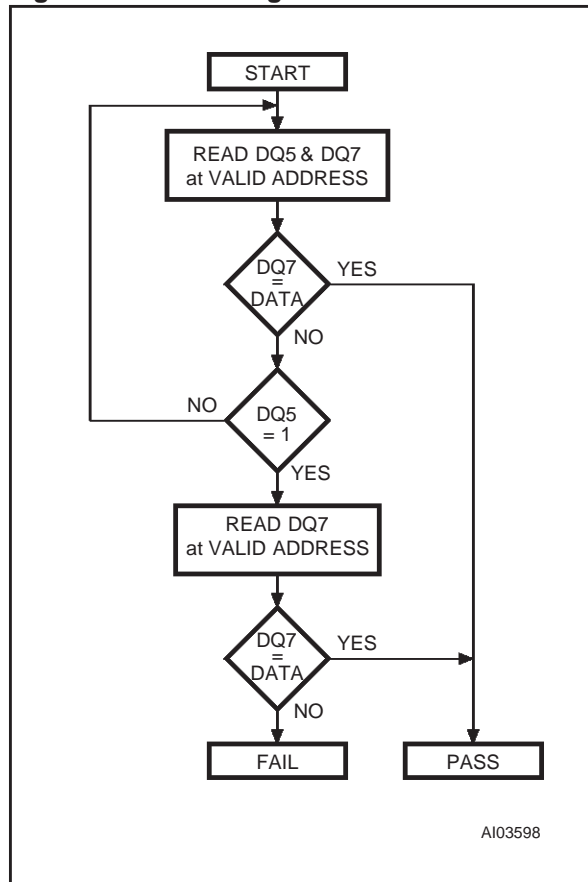 START
READ DQ5 & DQ7
at VALID ADDRESS
DQ7
=
DATA
YES
NO
DQ5
= 1
NO
YES
READ DQ7
at VALID ADDRESS
DQ7
=
DATA
YES
NO
FAIL
PASS
AI03598